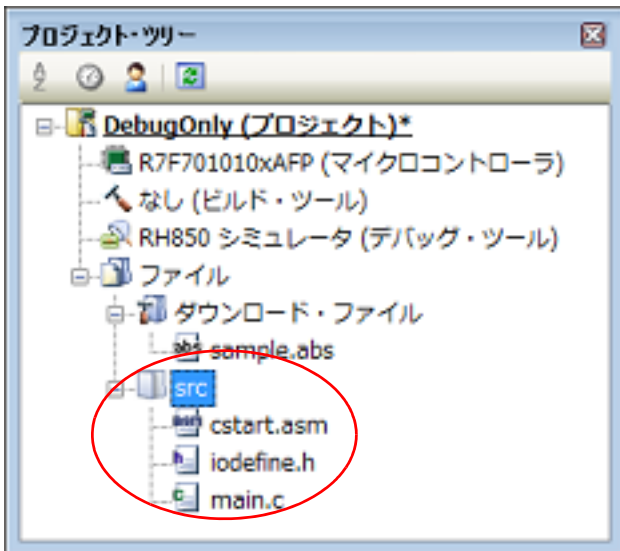 プロジェクト・ツリー
DebugOnly (プロジェクト)*
R7F701010xAFP (マイクロコントローラ)
なし (ビルド・ツール)
RH850 シミュレータ (デバッグ・ツール)
ファイル
ダウンロード・ファイル
sample.abs
src
cstart.asm
iodefine.h
main.c